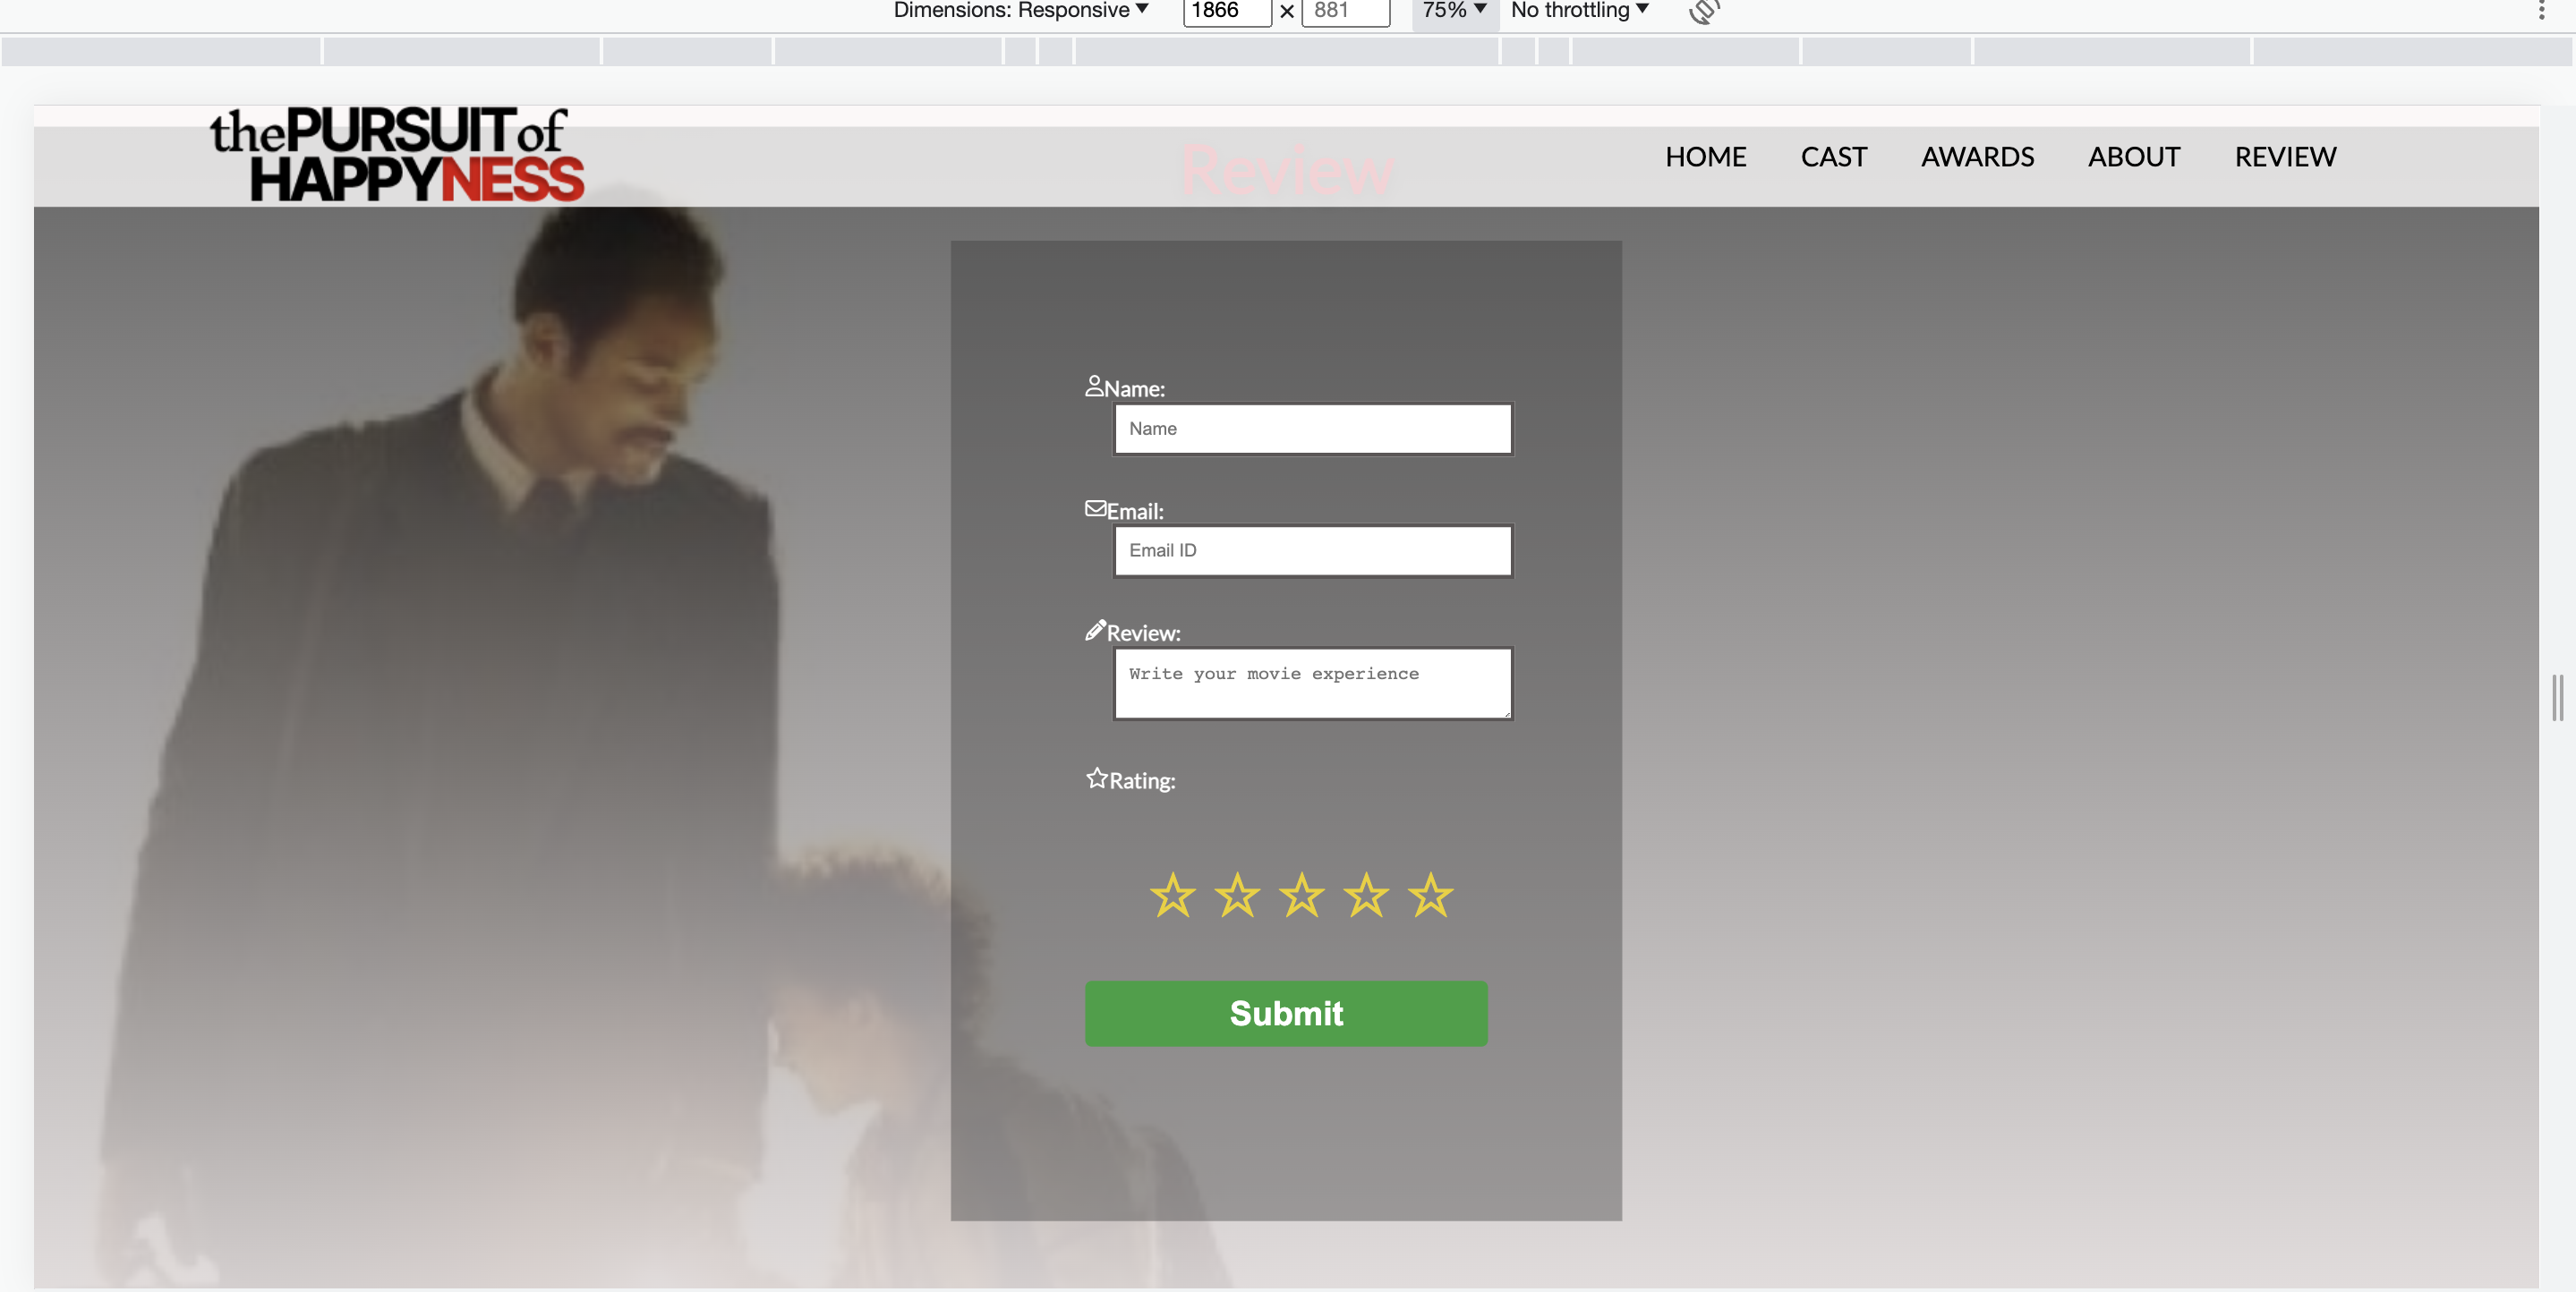 Dimensions: Responsive 1866 × 881 75% No throttling
thePURSUITof
HAPPYNESS
Review
HOME CAST AWARDS ABOUT REVIEW
Name:
Name
Email:
Email ID
Review:
Write your movie experience
Rating:
Submit